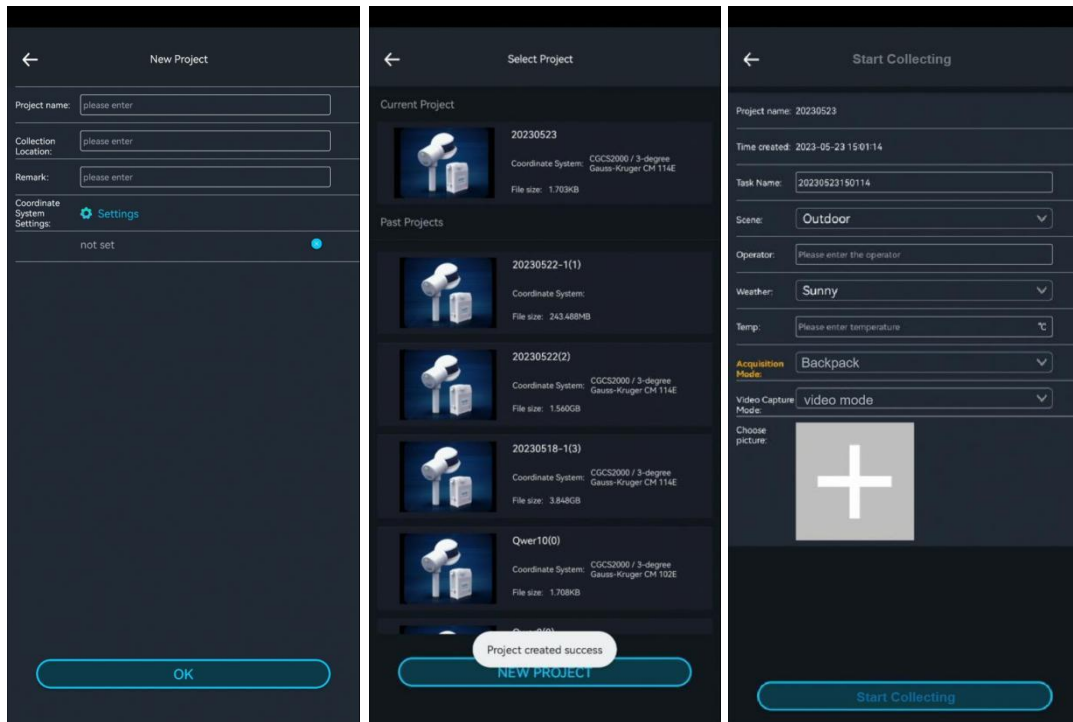 New Project
Project name:
please enter
Collection
Location:
please enter
Remark:
please enter
Coordinate
System
Settings:
Settings
not set
OK
Select Project
Current Project
20230523
Coordinate System: CGCS2000 / 3-degree
Gauss-Kruger CM 114E
File size: 1.703KB
Past Projects
20230522-1(1)
Coordinate System:
File size: 243.488MB
20230522(2)
Coordinate System: CGCS2000 / 3-degree
Gauss-Kruger CM 114E
File size: 1.560GB
20230518-1(3)
Coordinate System: CGCS2000 / 3-degree
Gauss-Kruger CM 114E
File size: 3.848GB
Qwer10(0)
Coordinate System: CGCS2000 / 3-degree
Gauss-Kruger CM 102E
File size: 1.708KB
Project created success
NEW PROJECT
Start Collecting
Project name: 20230523
Time created: 2023-05-23 15:01:14
Task Name: 20230523150114
Scene: Outdoor
Operator: Please enter the operator
Weather: Sunny
Temp: Please enter temperature °C
Acquisition
Mode:
Backpack
Video Capture
Mode:
video mode
Choose
picture:
Start Collecting